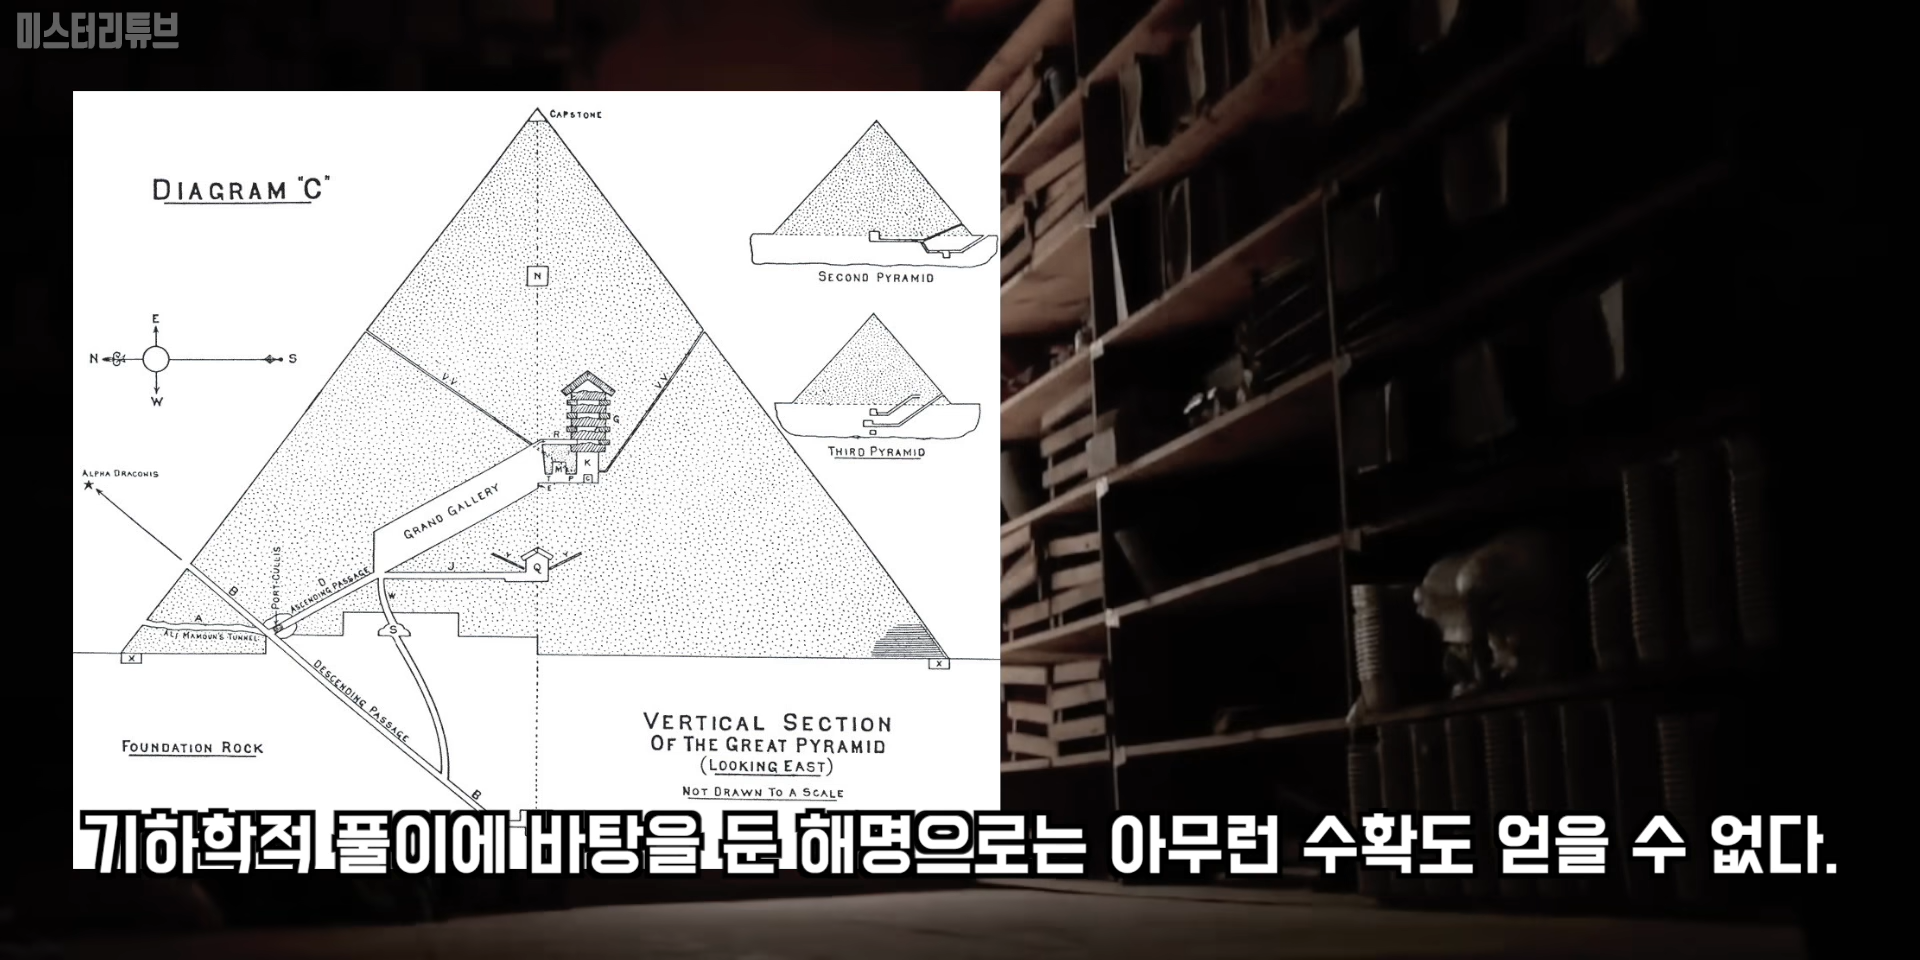 미스터리튜브
CAPSTONE
DIAGRAM "C"
N
SECOND PYRAMID
E
N S
W
V.V.
V.V.
G
THIRD PYRAMID
R
K
M
T P C
E
ALPHA DRACONIS
GRAND GALLERY
PORT-CULLIS
B
D
ASCENDING PASSAGE
J
Y Y
Q
W
A
ALI MAMOUN'S TUNNEL
S
X
X
DESCENDING PASSAGE
FOUNDATION ROCK
VERTICAL SECTION
OF THE GREAT PYRAMID
(LOOKING EAST)
NOT DRAWN TO A SCALE
B
기하학적 풀이에 바탕을 둔 해명으로는 아무런 수확도 얻을 수 없다.